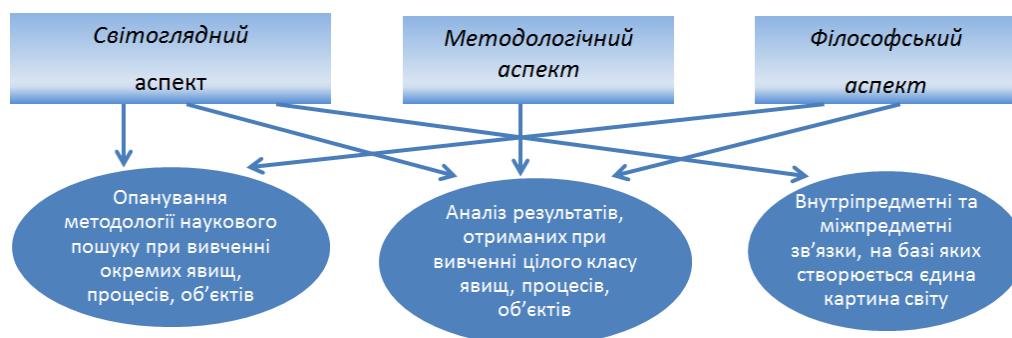 Світоглядний
аспект
Методологічний
аспект
Філософський
аспект
Опанування
методології наукового
пошуку при вивченні
окремих явищ,
процесів, об’єктів
Аналіз результатів,
отриманих при
вивченні цілого класу
явищ, процесів,
об’єктів
Внутріпредметні та
міжпредметні
зв’язки, на базі яких
створюється єдина
картина світу